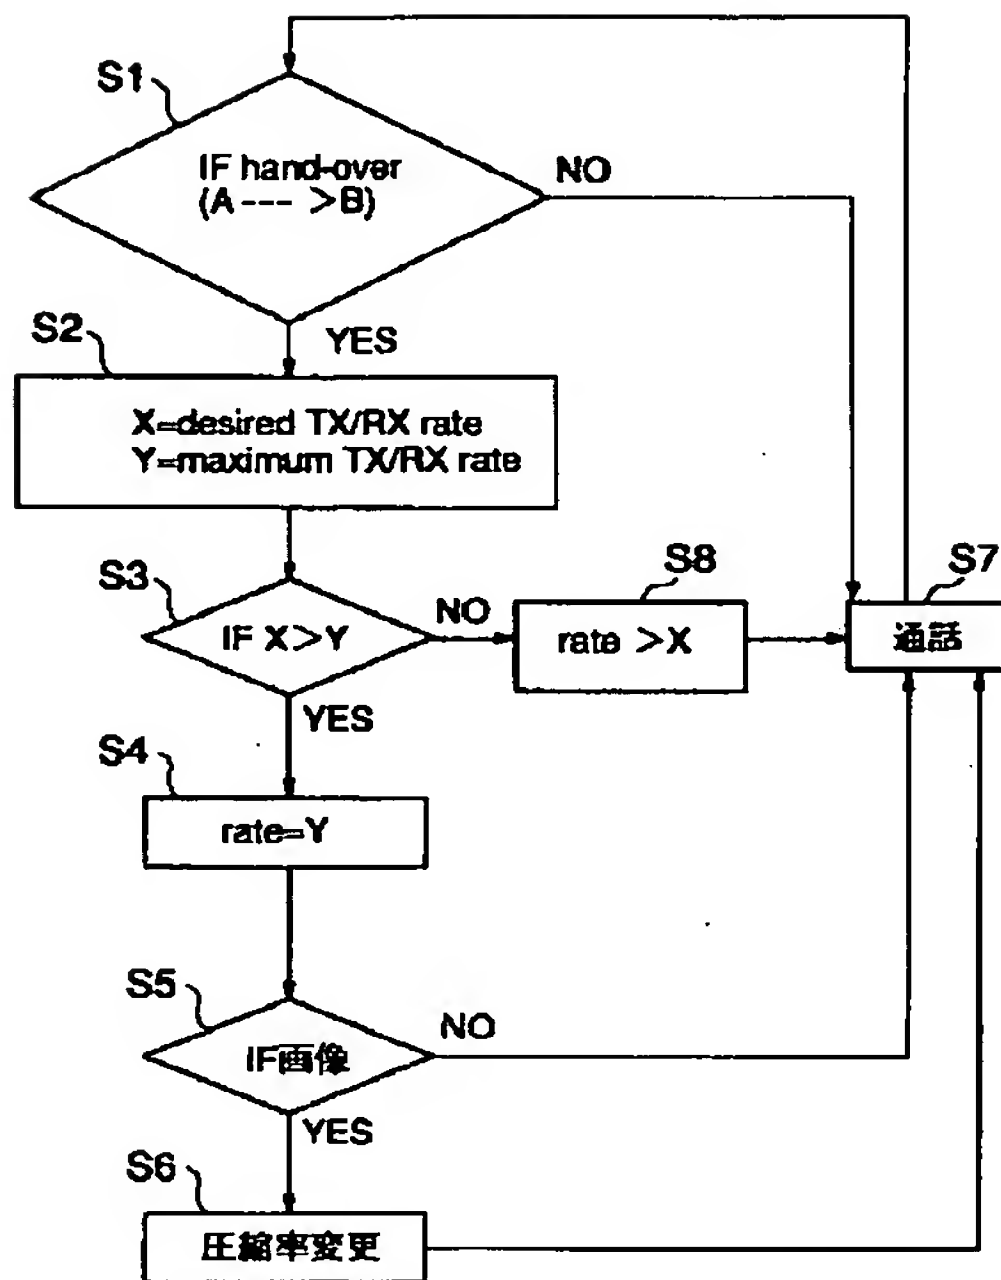 S1
IF hand-over
(A --- >B)
NO
YES
S2
X=desired TX/RX rate
Y=maximum TX/RX rate
S3
IF X>Y
NO
S8
rate >X
S7
通話
YES
S4
rate=Y
S5
IF画像
NO
YES
S6
圧縮率変更